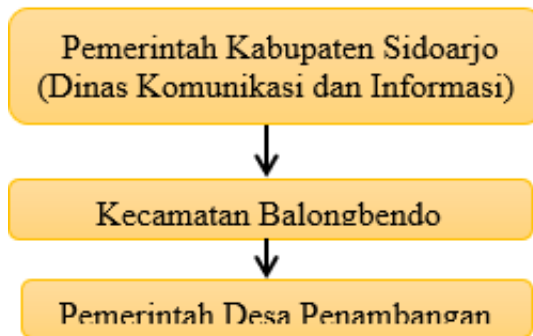 Pemerintah Kabupaten Sidoarjo
(Dinas Komunikasi dan Informasi)
Kecamatan Balongbendo
Pemerintah Desa Penambangan